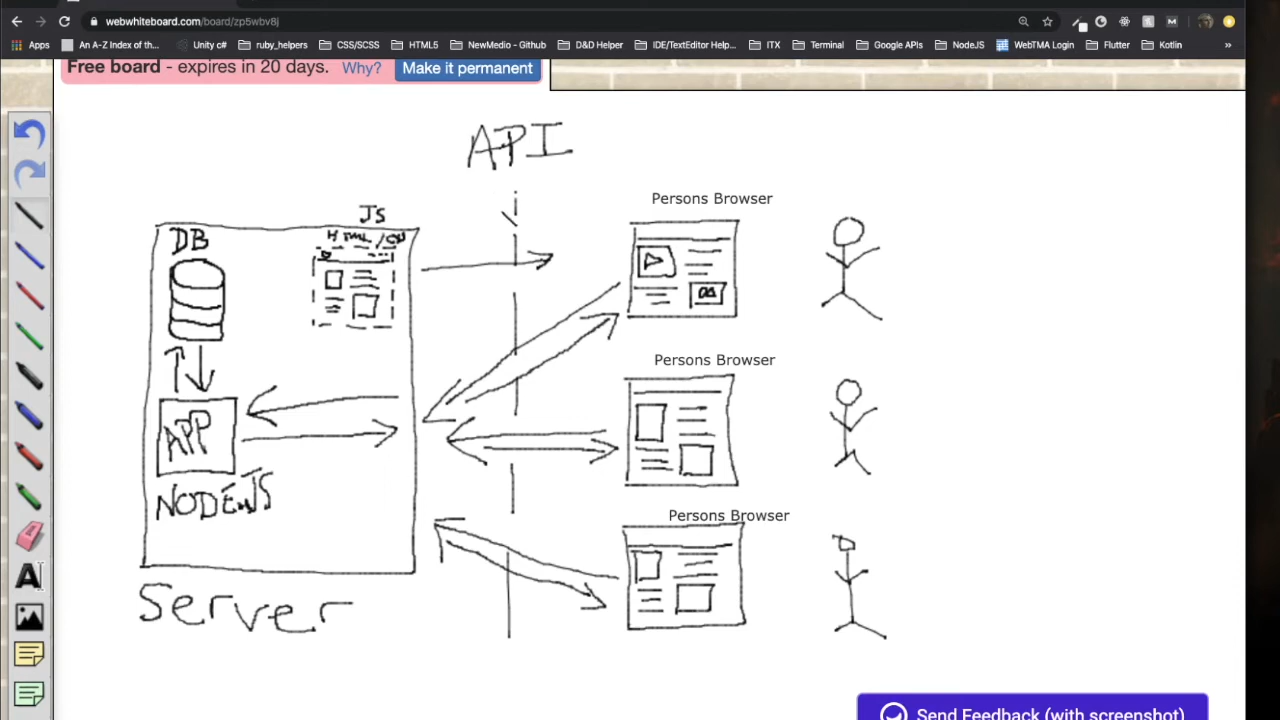 webwhiteboard.com/board/zp5wbv8j
Apps An A-Z Index of th... Unity c# ruby_helpers CSS/SCSS HTML5 NewMedio - Github D&D Helper IDE/TextEditor Help... ITX Terminal Google APIs NodeJS WebTMA Login Flutter Kotlin »
Free board - expires in 20 days. Why? Make it permanent
API
Persons Browser
JS
DB
HTML/CSS
Persons Browser
APP
NODEJS
Persons Browser
Server
A
Send Feedback (with screenshot)